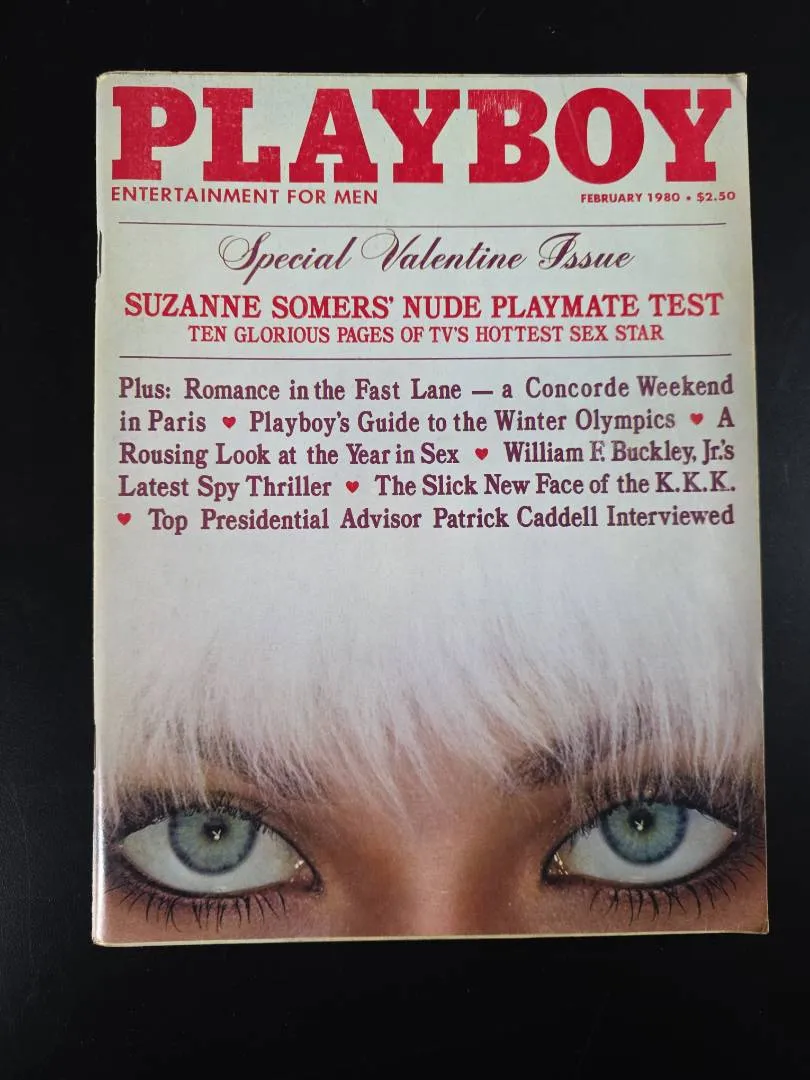 PLAYBOY
ENTERTAINMENT FOR MEN FEBRUARY 1980 • $2.50
Special Valentine Issue
SUZANNE SOMERS' NUDE PLAYMATE TEST
TEN GLORIOUS PAGES OF TV'S HOTTEST SEX STAR
Plus: Romance in the Fast Lane — a Concorde Weekend
in Paris ♥ Playboy's Guide to the Winter Olympics ♥ A
Rousing Look at the Year in Sex ♥ William F. Buckley, Jr.'s
Latest Spy Thriller ♥ The Slick New Face of the K.K.K.
♥ Top Presidential Advisor Patrick Caddell Interviewed